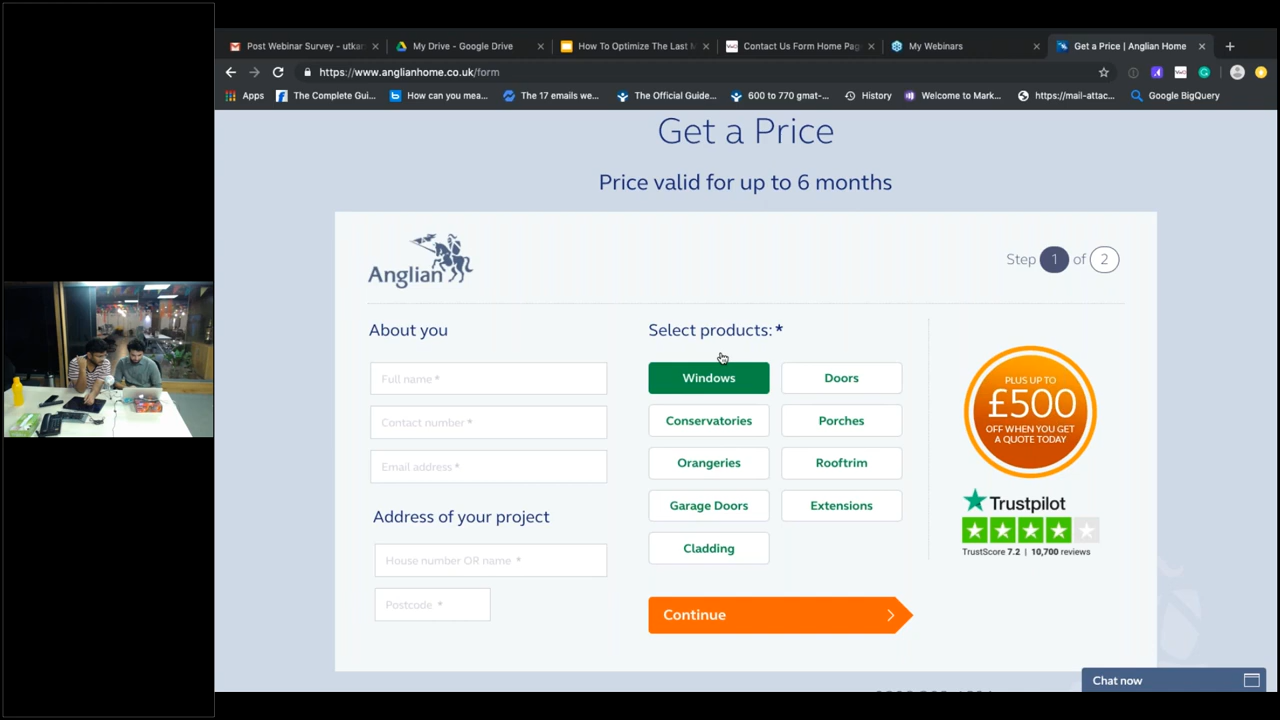 Post Webinar Survey - utkar
My Drive - Google Drive
How To Optimize The Last M
Contact Us Form Home Pag
My Webinars
Get a Price | Anglian Home
https://www.anglianhome.co.uk/form
Apps
The Complete Gui...
How can you mea...
The 17 emails we...
The Official Guide...
600 to 770 gmat-...
History
Welcome to Mark...
https://mail-attac...
Google BigQuery
Get a Price
Price valid for up to 6 months
Anglian
Step 1 of 2
About you
Full name *
Contact number *
Email address *
Address of your project
House number OR name *
Postcode *
Select products: *
Windows
Doors
Conservatories
Porches
Orangeries
Rooftrim
Garage Doors
Extensions
Cladding
Continue
PLUS UP TO
£500
OFF WHEN YOU GET
A QUOTE TODAY
Trustpilot
TrustScore 7.2 | 10,700 reviews
Chat now